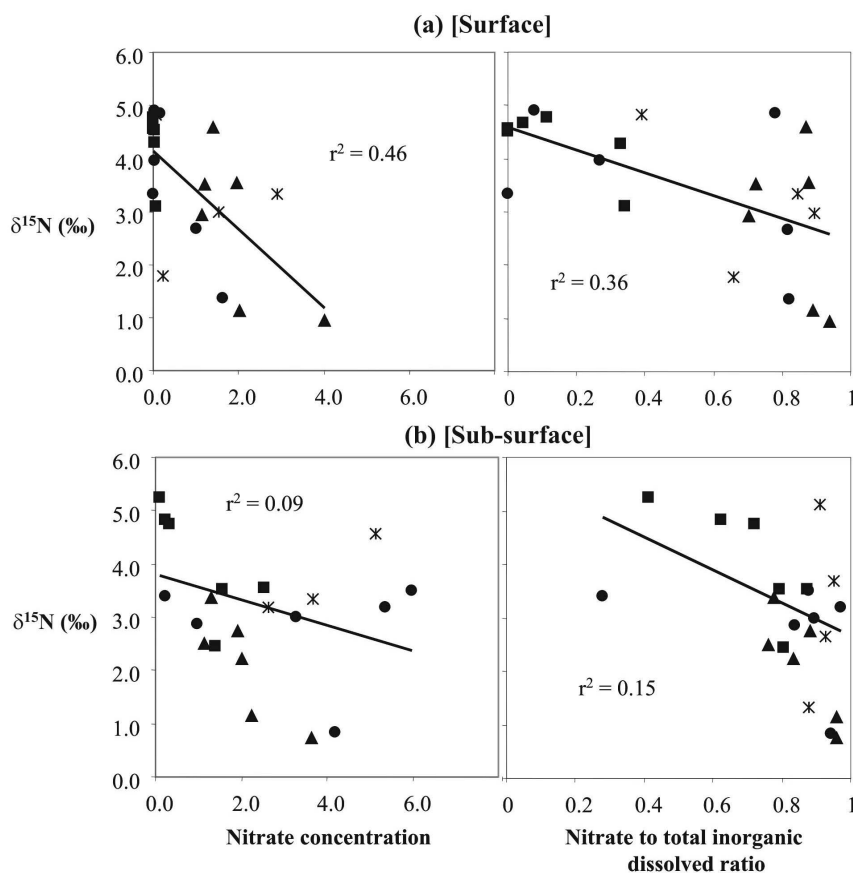 (a) [Surface]
6.0
5.0
4.0
3.0
2.0
1.0
0.0
δ¹⁵N (‰)
r² = 0.46
r² = 0.36
0.0 2.0 4.0 6.0
0 0.2 0.4 0.6 0.8 1
(b) [Sub-surface]
6.0
5.0
4.0
3.0
2.0
1.0
0.0
δ¹⁵N (‰)
r² = 0.09
r² = 0.15
0.0 2.0 4.0 6.0
0 0.2 0.4 0.6 0.8 1
Nitrate concentration
Nitrate to total inorganic
dissolved ratio